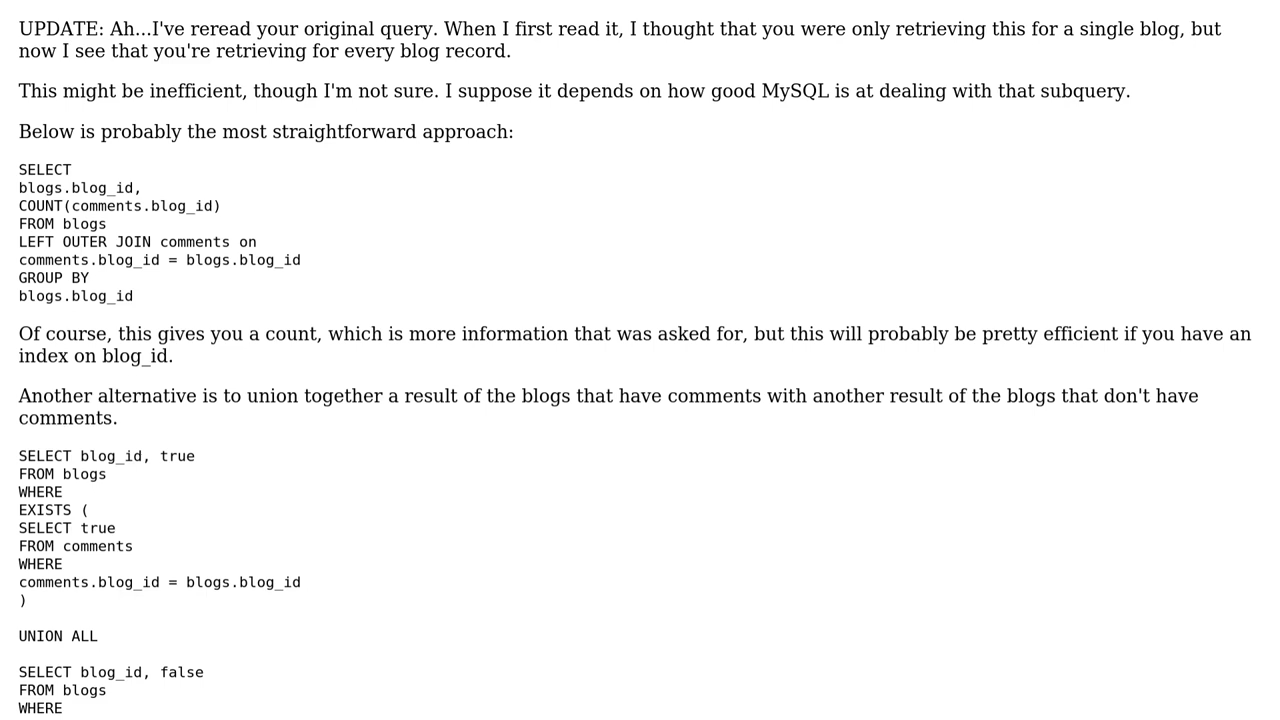 UPDATE: Ah...I've reread your original query. When I first read it, I thought that you were only retrieving this for a single blog, but
now I see that you're retrieving for every blog record.
This might be inefficient, though I'm not sure. I suppose it depends on how good MySQL is at dealing with that subquery.
Below is probably the most straightforward approach:
SELECT
blogs.blog_id,
COUNT(comments.blog_id)
FROM blogs
LEFT OUTER JOIN comments on
comments.blog_id = blogs.blog_id
GROUP BY
blogs.blog_id
Of course, this gives you a count, which is more information that was asked for, but this will probably be pretty efficient if you have an
index on blog_id.
Another alternative is to union together a result of the blogs that have comments with another result of the blogs that don't have
comments.
SELECT blog_id, true
FROM blogs
WHERE
EXISTS (
SELECT true
FROM comments
WHERE
comments.blog_id = blogs.blog_id
)
UNION ALL
SELECT blog_id, false
FROM blogs
WHERE